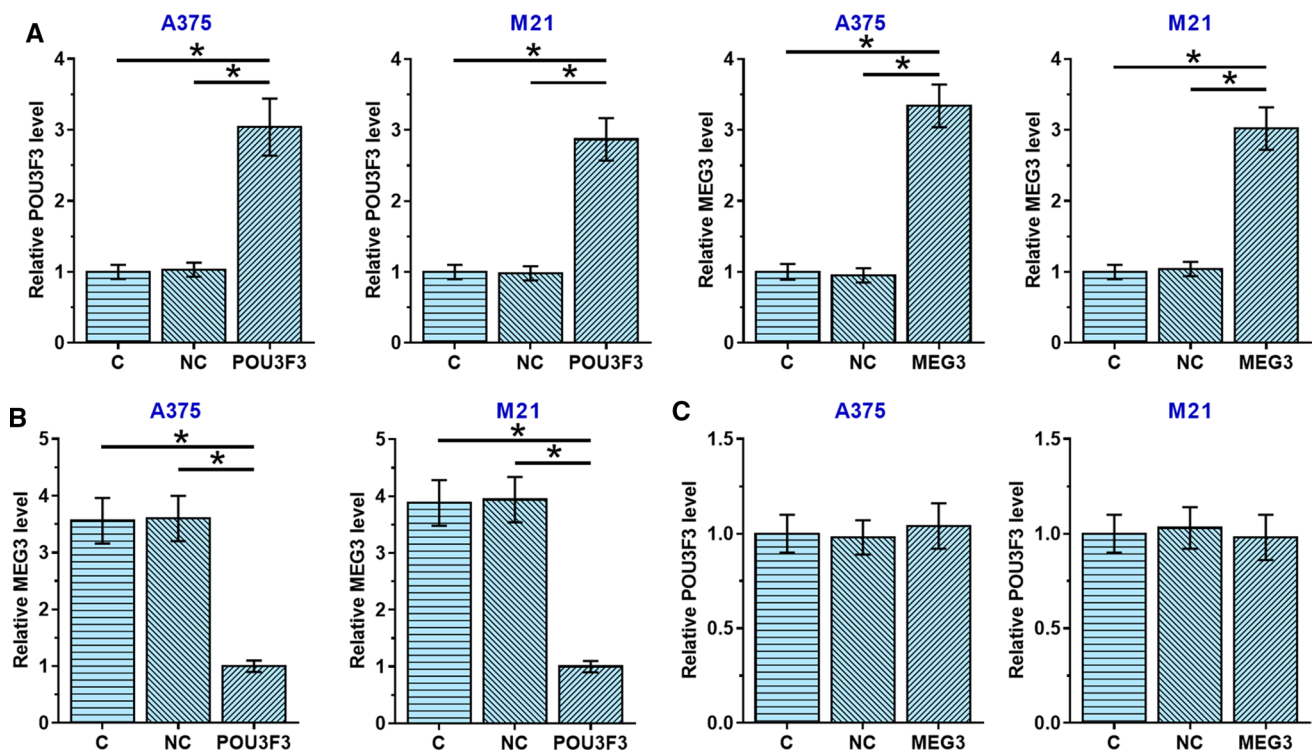 A
A375
M21
A375
M21
Relative POU3F3 level
4
3
2
1
0
*
*
C NC POU3F3
Relative POU3F3 level
4
3
2
1
0
*
*
C NC POU3F3
Relative MEG3 level
4
3
2
1
0
*
*
C NC MEG3
Relative MEG3 level
4
3
2
1
0
*
*
C NC MEG3
B
A375
M21
Relative MEG3 level
5
4
3
2
1
0
*
*
C NC POU3F3
Relative MEG3 level
5
4
3
2
1
0
*
*
C NC POU3F3
C
A375
M21
Relative POU3F3 level
1.5
1.0
0.5
0.0
C NC MEG3
Relative POU3F3 level
1.5
1.0
0.5
0.0
C NC MEG3